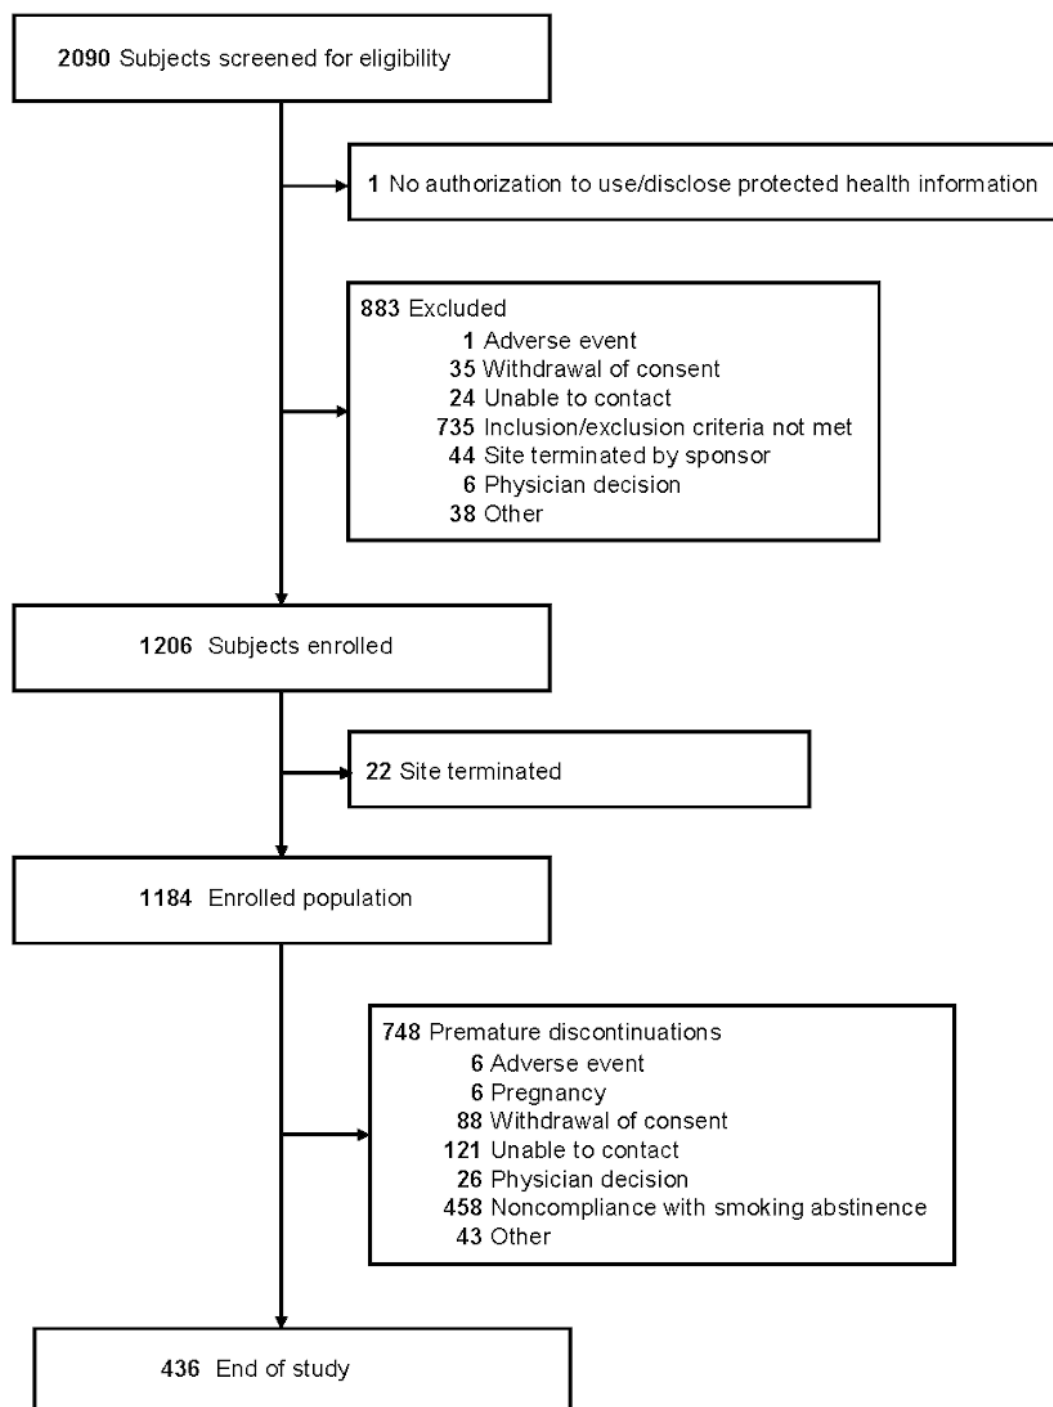 2090 Subjects screened for eligibility
1 No authorization to use/disclose protected health information
883 Excluded
1 Adverse event
35 Withdrawal of consent
24 Unable to contact
735 Inclusion/exclusion criteria not met
44 Site terminated by sponsor
6 Physician decision
38 Other
1206 Subjects enrolled
22 Site terminated
1184 Enrolled population
748 Premature discontinuations
6 Adverse event
6 Pregnancy
88 Withdrawal of consent
121 Unable to contact
26 Physician decision
458 Noncompliance with smoking abstinence
43 Other
436 End of study